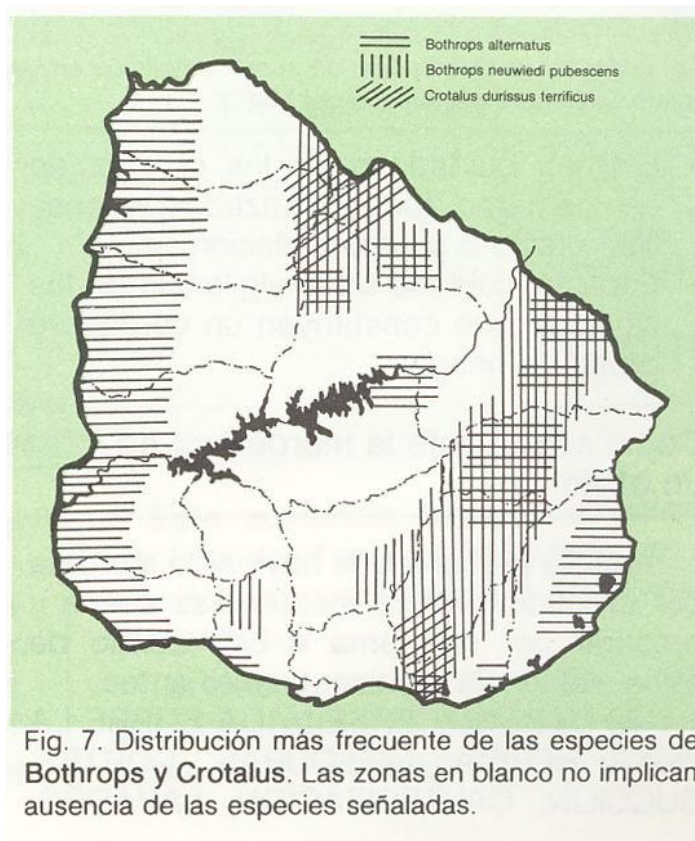 Bothrops alternatus
Bothrops neuwiedi pubescens
Crotalus durissus terrificus
Fig. 7. Distribución más frecuente de las especies de
Bothrops y Crotalus. Las zonas en blanco no implican
ausencia de las especies señaladas.